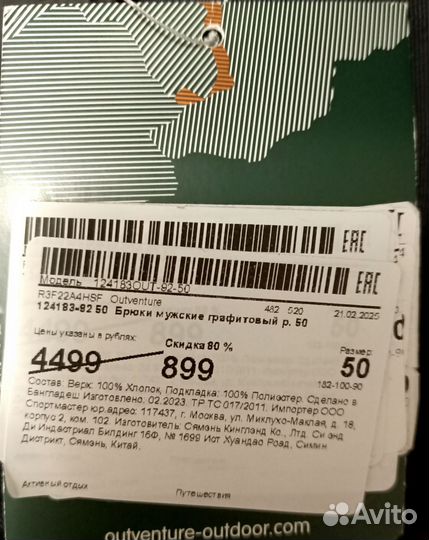 EAC
Модель: 124183OUT-92-50
EAC
R3F22A4HSF Outventure 482 520 21.02.2025
124183-92 50 Брюки мужские графитовый р. 50
Цены указаны в рублях:
Скидка 80 %
Размер:
4499 899 50
182-100-90
Состав: Верх: 100% Хлопок, Подкладка: 100% Полиэстер. Сделано в
Бангладеш Изготовлено: 02.2023. ТР ТС 017/2011. Импортер ООО
Спортмастер юр.адрес: 117437, г. Москва, ул. Миклухо-Маклая, д. 18,
корпус 2, ком. 102. Изготовитель: Сямэнь Кинглэнд Ко., Лтд. Си энд
Ди Индастриал Билдинг 16Ф, № 1699 Ист Хуандао Роад, Симин
Дистрикт, Сямэнь, Китай.
Активный отдых
Путешествия
outventure-outdoor.com
Avito